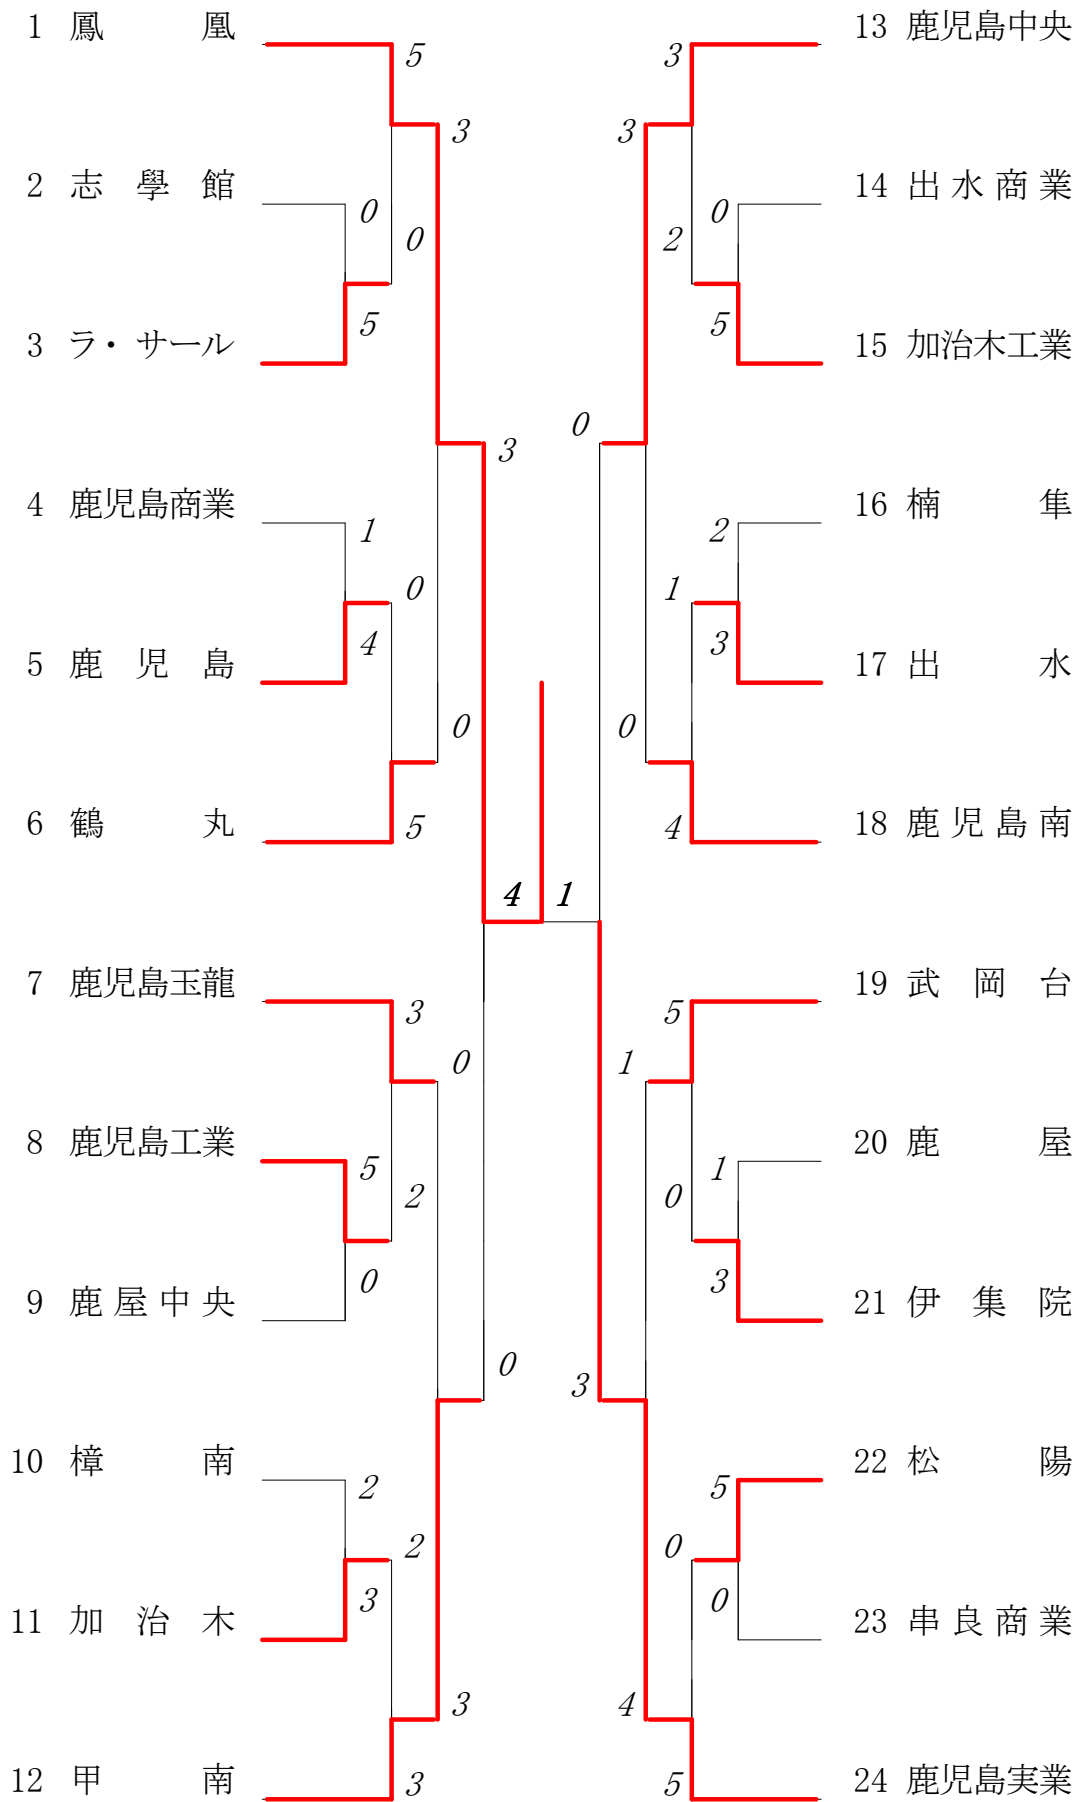 1 鳳凰
5
3
2 志學館
0
0
3 ラ・サール
5
3
4 鹿児島商業
1
0
5 鹿児島
4
0
6 鶴丸
5
7 鹿児島玉龍
3
0
8 鹿児島工業
5
2
9 鹿屋中央
0
0
10 樟南
2
2
11 加治木
3
3
12 甲南
3
4 1
13 鹿児島中央
3
3
14 出水商業
0
2
15 加治木工業
5
0
16 楠隼
2
1
17 出水
3
0
18 鹿児島南
4
19 武岡台
5
1
20 鹿屋
1
0
21 伊集院
3
3
22 松陽
5
0
23 串良商業
0
4
24 鹿児島実業
5